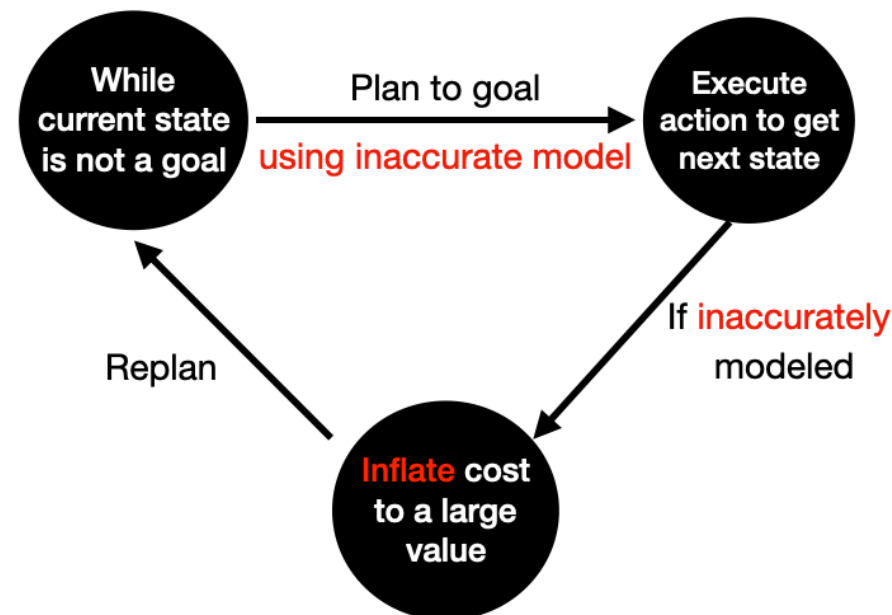 While
current state
is not a goal
Plan to goal
using inaccurate model
Execute
action to get
next state
If inaccurately
modeled
Inflate cost
to a large
value
Replan